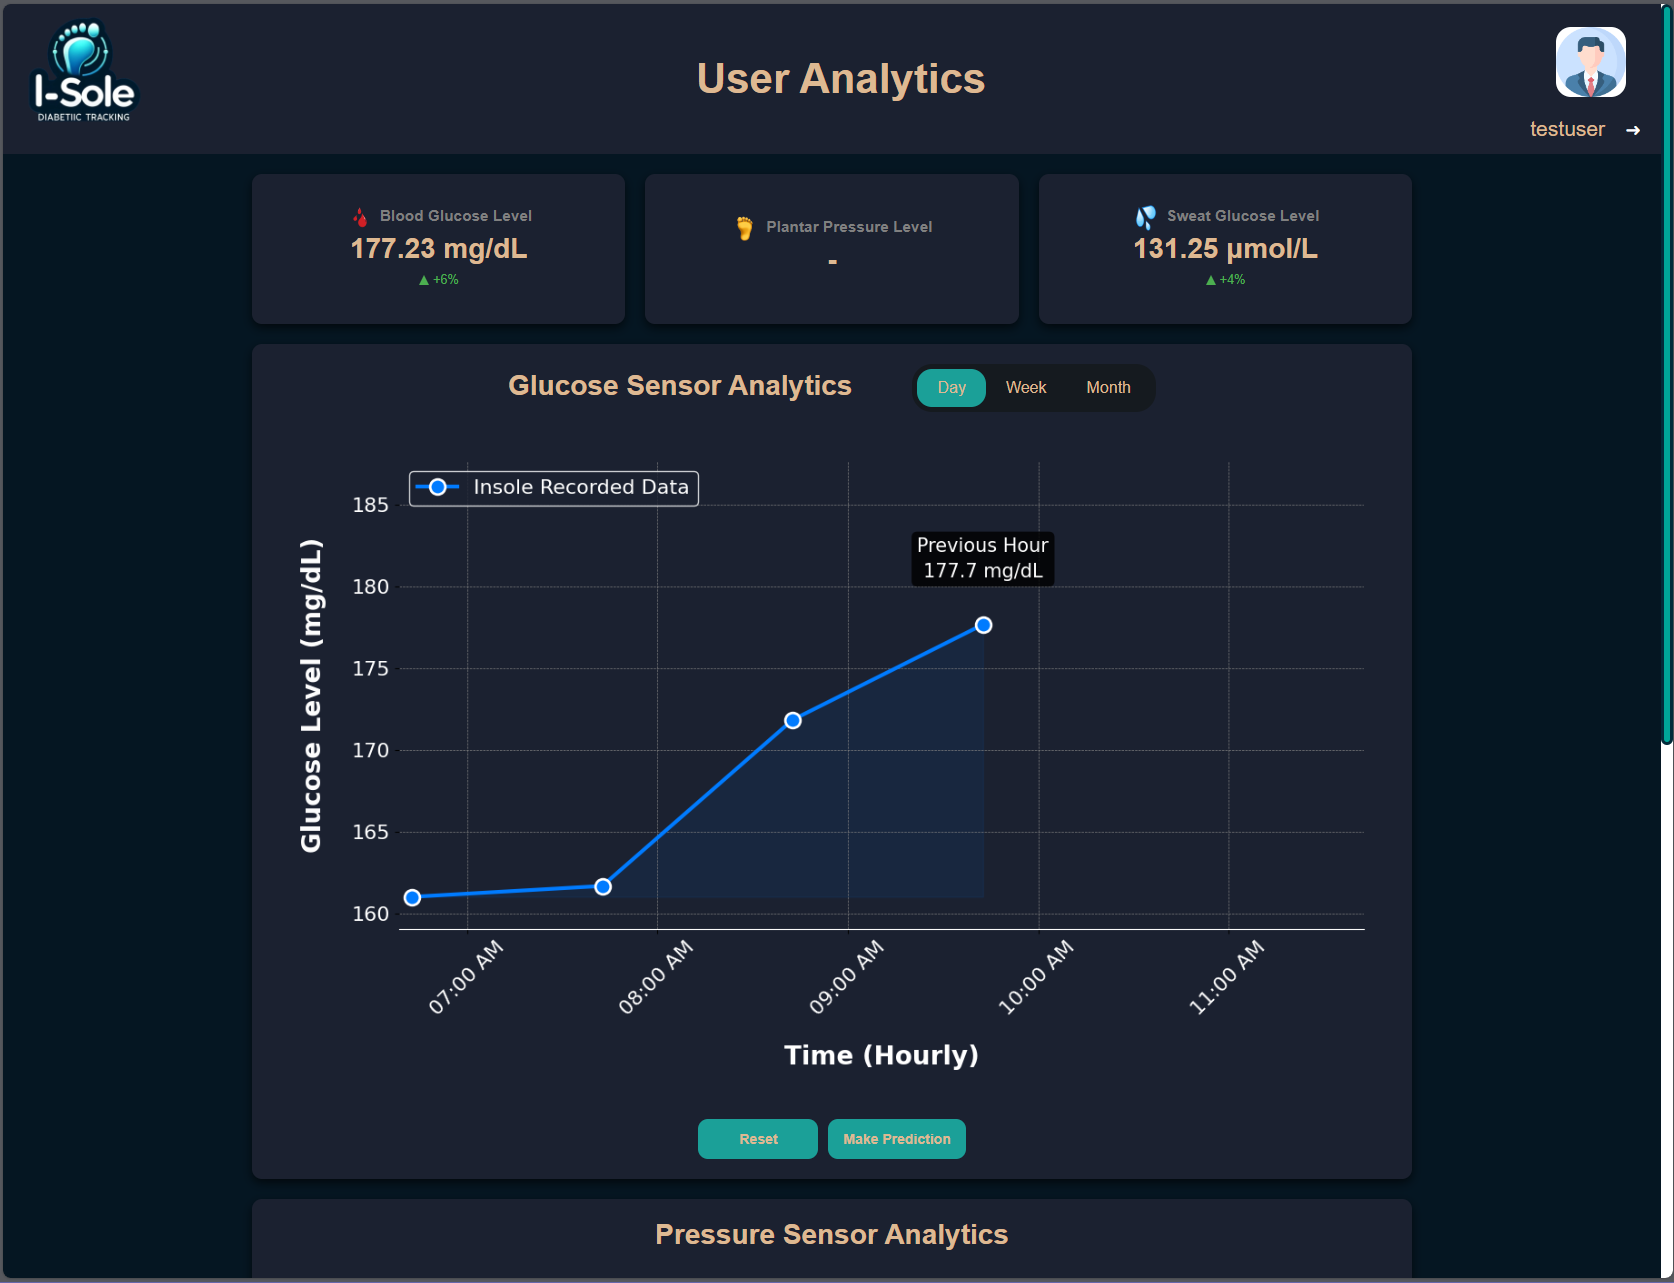 I-Sole
DIABETIIC TRACKING
User Analytics
testuser ➜
Blood Glucose Level
177.23 mg/dL
▲ +6%
Plantar Pressure Level
-
Sweat Glucose Level
131.25 µmol/L
▲ +4%
Glucose Sensor Analytics
Day Week Month
Insole Recorded Data
Previous Hour
177.7 mg/dL
Glucose Level (mg/dL)
185
180
175
170
165
160
07:00 AM
08:00 AM
09:00 AM
10:00 AM
11:00 AM
Time (Hourly)
Reset
Make Prediction
Pressure Sensor Analytics